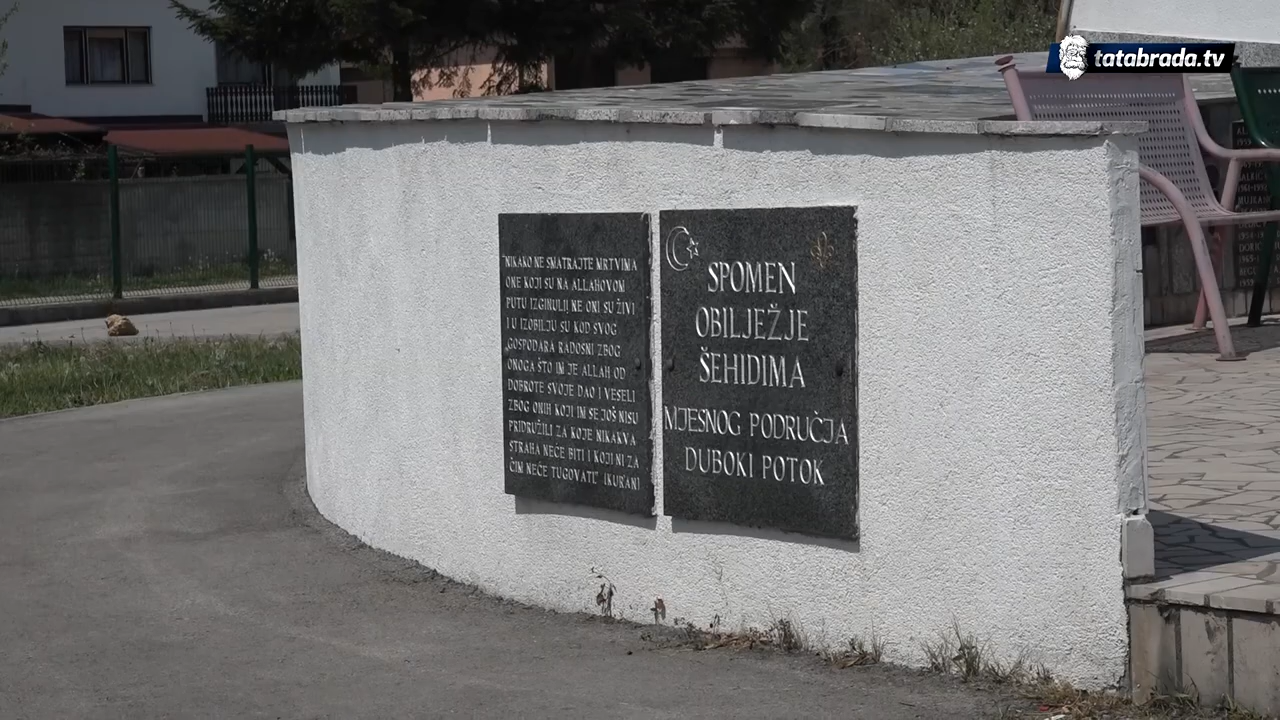 tatabrada.tv
"NIKAKO NE SMATRAJTE MRTVIMA
ONE KOJI SU NA ALLAHOVOM
PUTU IZGINULI, NE ONI SU ŽIVI
I U IZOBILJU SU KOD SVOG
GOSPODARA RADOSNI ZBOG
ONOGA ŠTO IM JE ALLAH OD
DOBROTE SVOJE DAO I VESELI
ZBOG ONIH KOJI IM SE JOŠ NISU
PRIDRUŽILI ZA KOJE NIKAKVA
STRAHA NEĆE BITI I KOJI NI ZA
ČIM NEĆE TUGOVATI." (KUR'AN)
SPOMEN
OBILJEŽJE
ŠEHIDIMA
MJESNOG PODRUČJA
DUBOKI POTOK